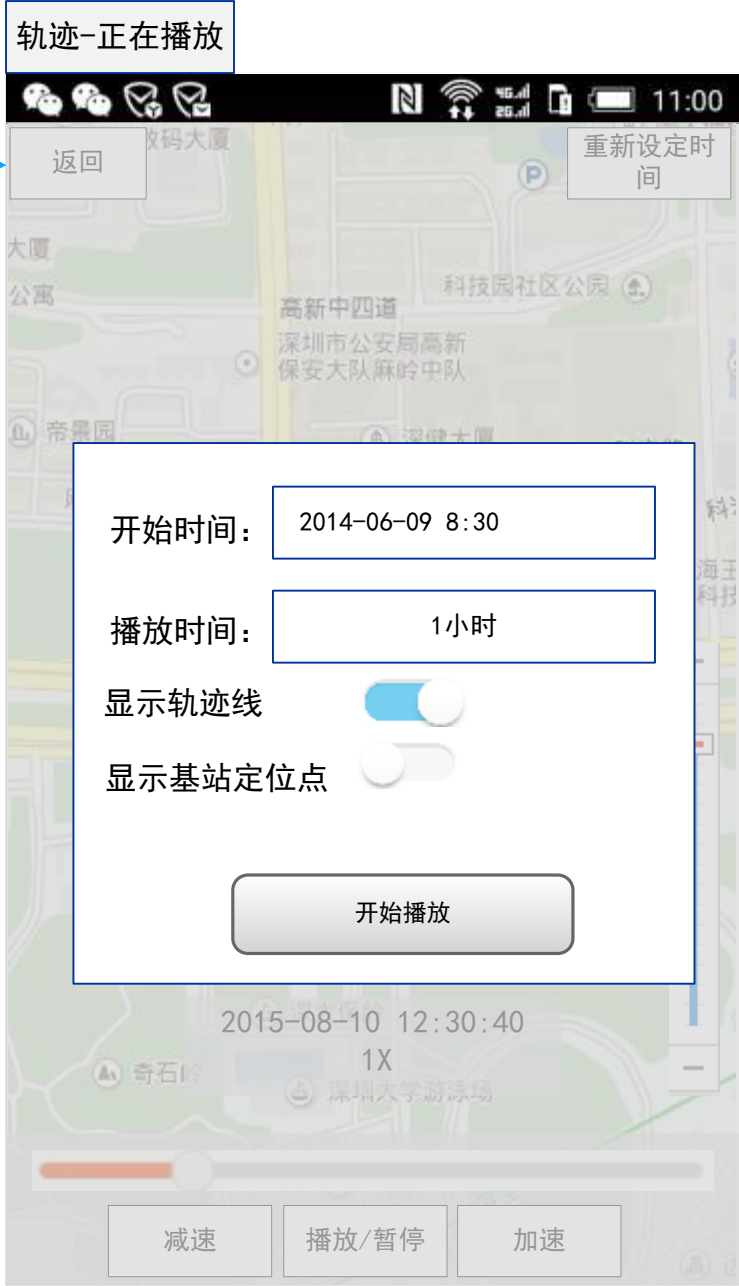 轨迹-正在播放
4G
2G
11:00
数码大厦
返回
重新设定时
间
P
大厦
公寓
科技园社区公园
高新中四道
深圳市公安局高新
保安大队麻岭中队
帝景园
深健大厦
开始时间：
2014-06-09 8:30
海王
科技
播放时间：
1小时
显示轨迹线
显示基站定位点
开始播放
2015-08-10 12:30:40
1X
奇石岭
深圳大学游泳场
减速
播放/暂停
加速